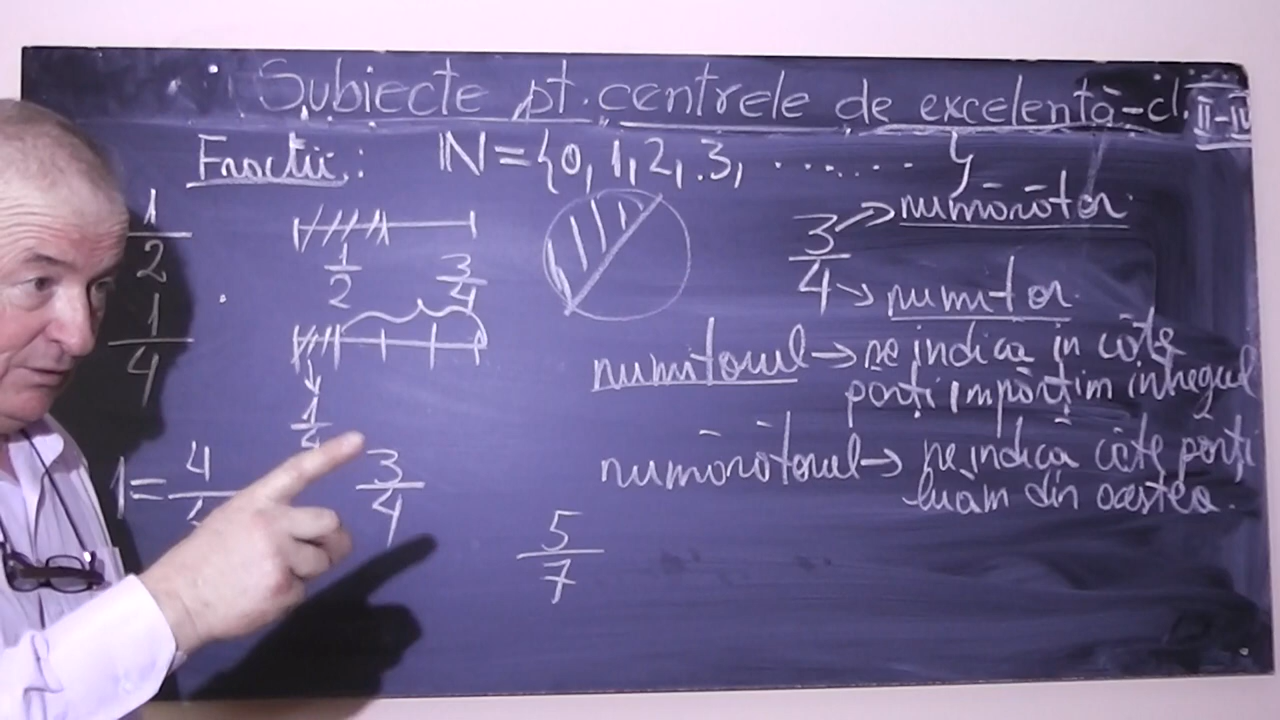 Subiecte pt. centrele de excelență - cl. II-IV
Fracții: N = {0, 1, 2, 3, ....... }
1/2
1/2
3/4
3/4 → numărător
→ numitor
1/4
1/4
numitorul → ne indică în câte
părți împărțim întregul
numărătorul → ne indică câte părți
luăm din acestea.
1 = 4/
3/4
5/7